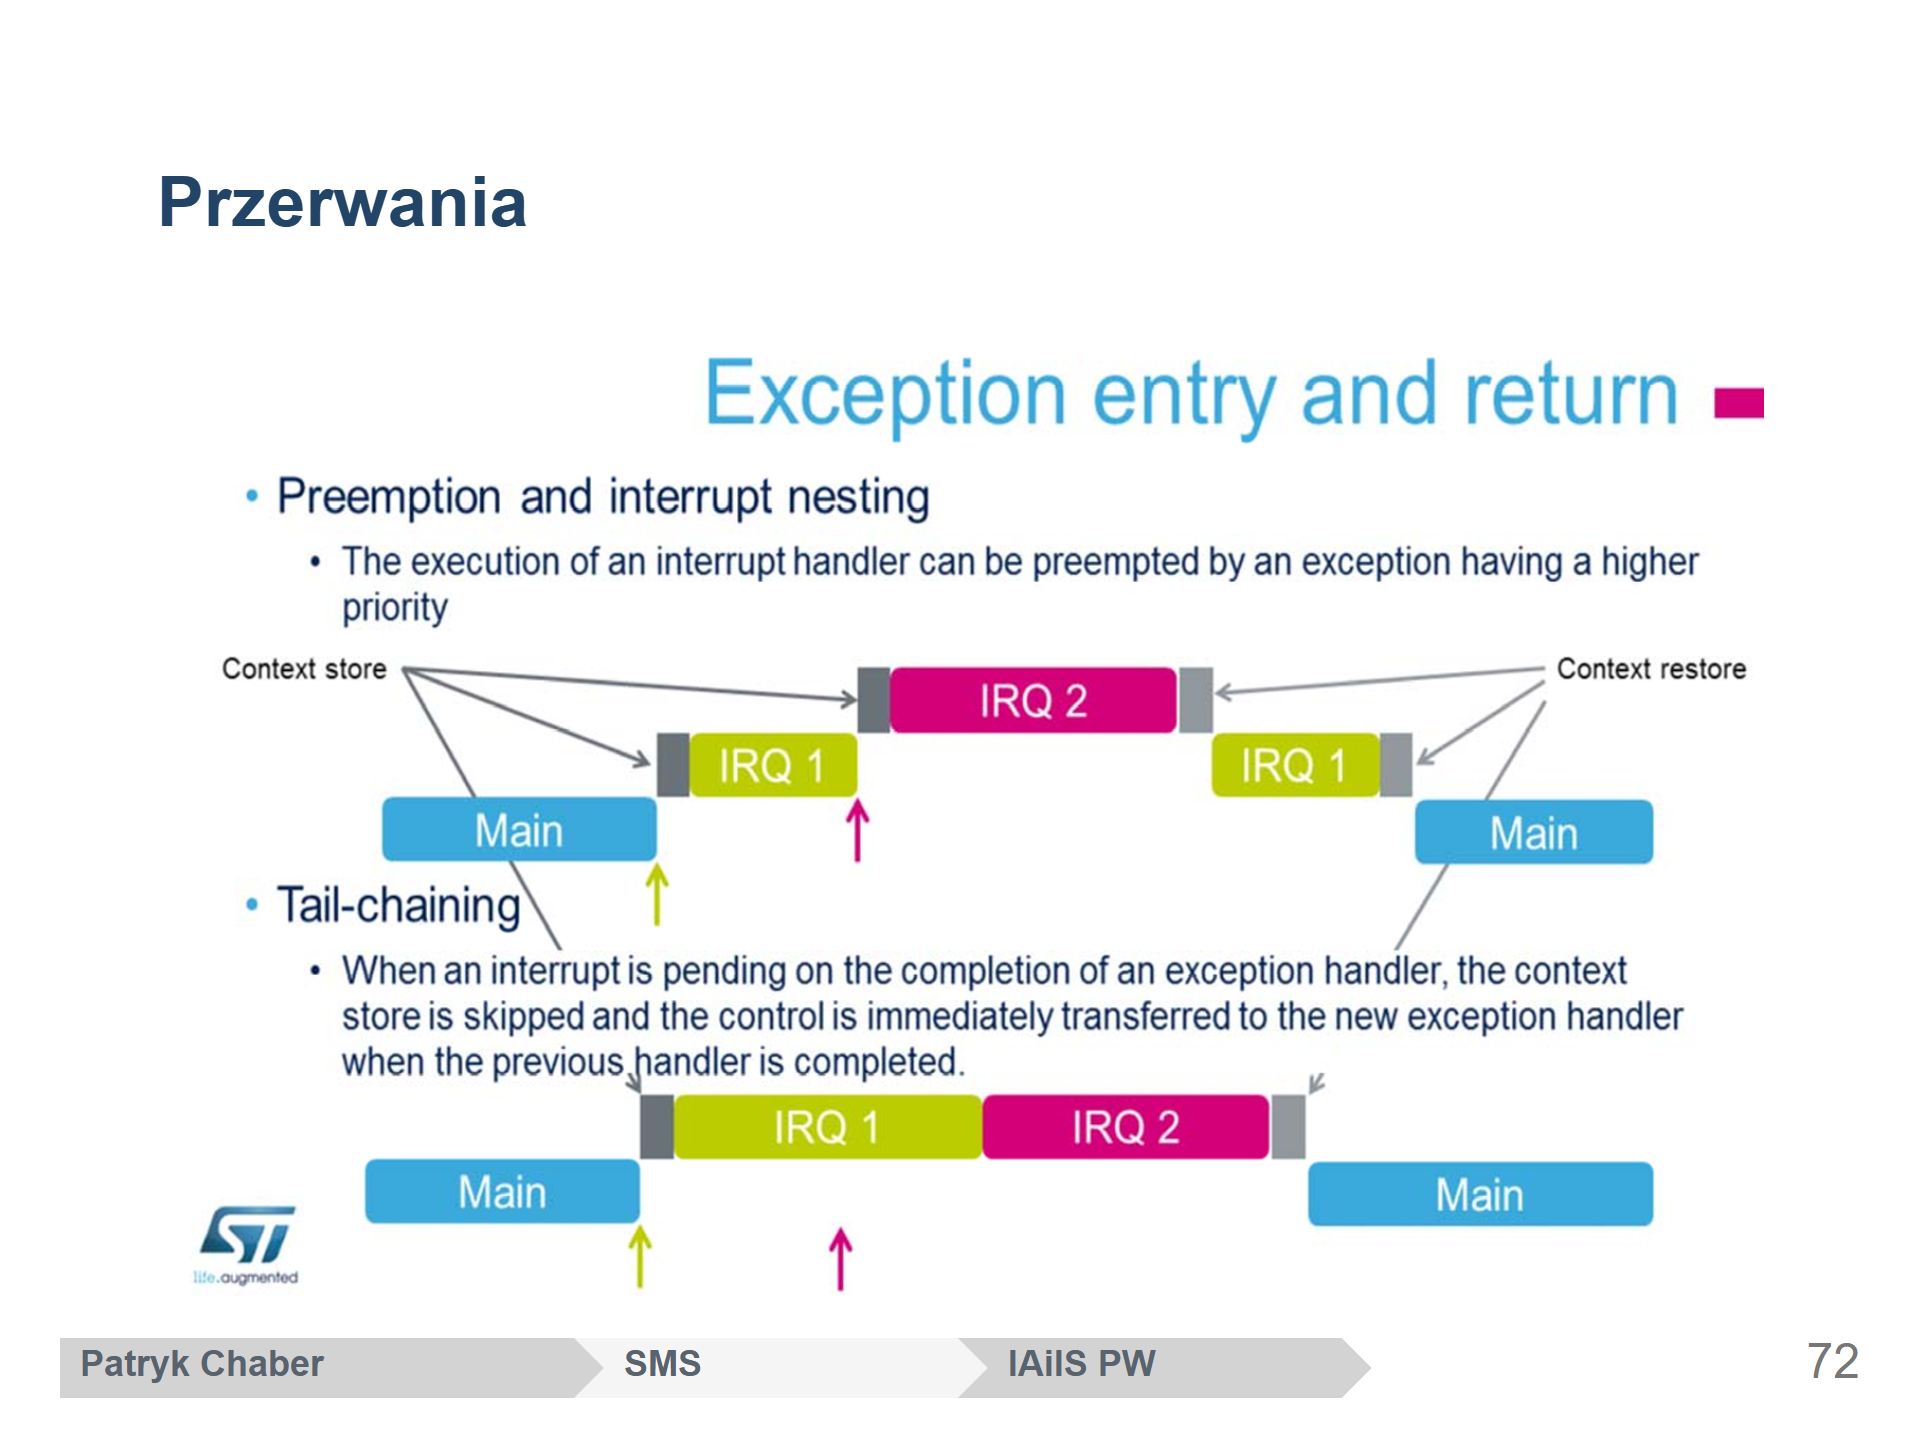 Przerwania
Exception entry and return
• Preemption and interrupt nesting
• The execution of an interrupt handler can be preempted by an exception having a higher
priority
Context store
Context restore
IRQ 2
IRQ 1
IRQ 1
Main
Main
• Tail-chaining
• When an interrupt is pending on the completion of an exception handler, the context
store is skipped and the control is immediately transferred to the new exception handler
when the previous handler is completed.
IRQ 1
IRQ 2
Main
Main
ST
life.augmented
Patryk Chaber
SMS
IAiIS PW
72